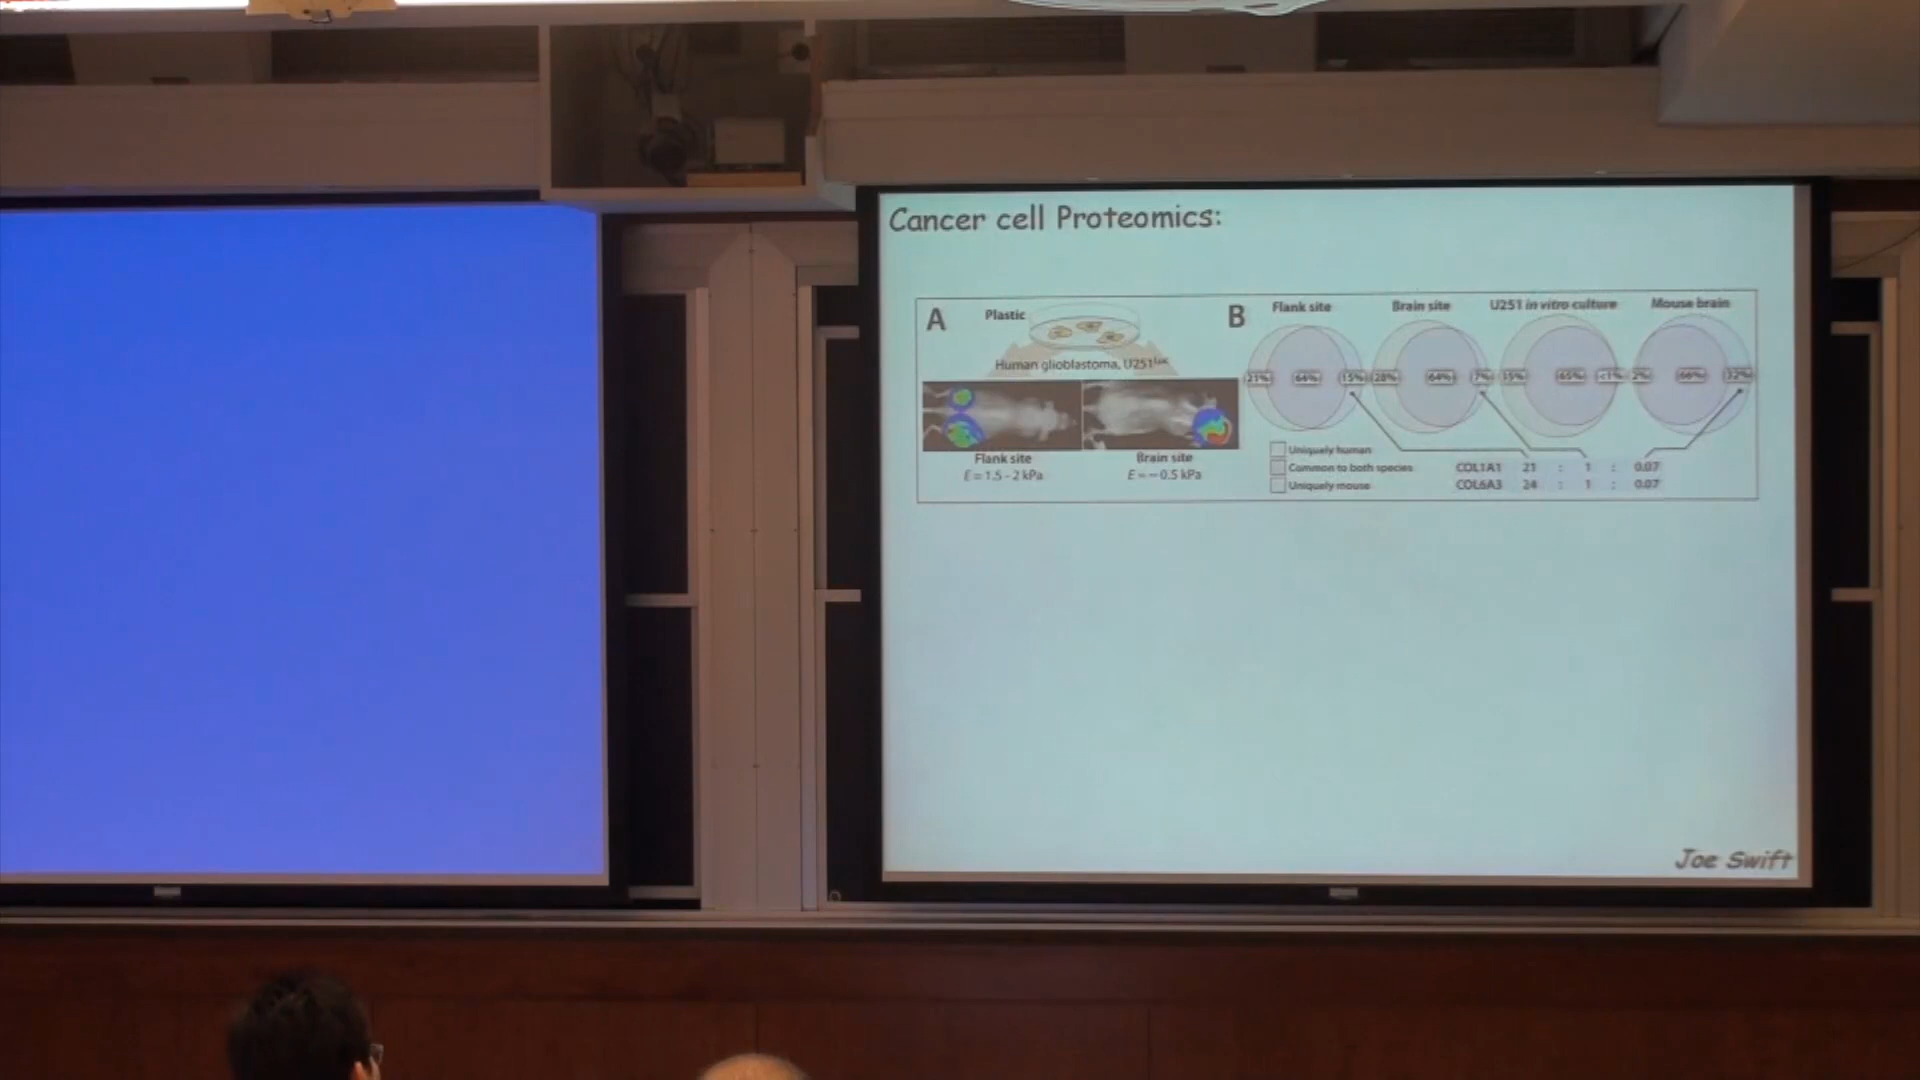 Cancer cell Proteomics:
A
Plastic
Human glioblastoma, U251
Flank site
E = 1.5 - 2 kPa
Brain site
E = ~ 0.5 kPa
B
Flank site
Brain site
U251 in vitro culture
Mouse brain
21% 64% 15% 28% 64% 7% 35% 65% <1% 2% 66% 32%
Uniquely human
Common to both species
Uniquely mouse
COL1A1 21 : 1 : 0.07
COL6A3 24 : 1 : 0.07
Joe Swift